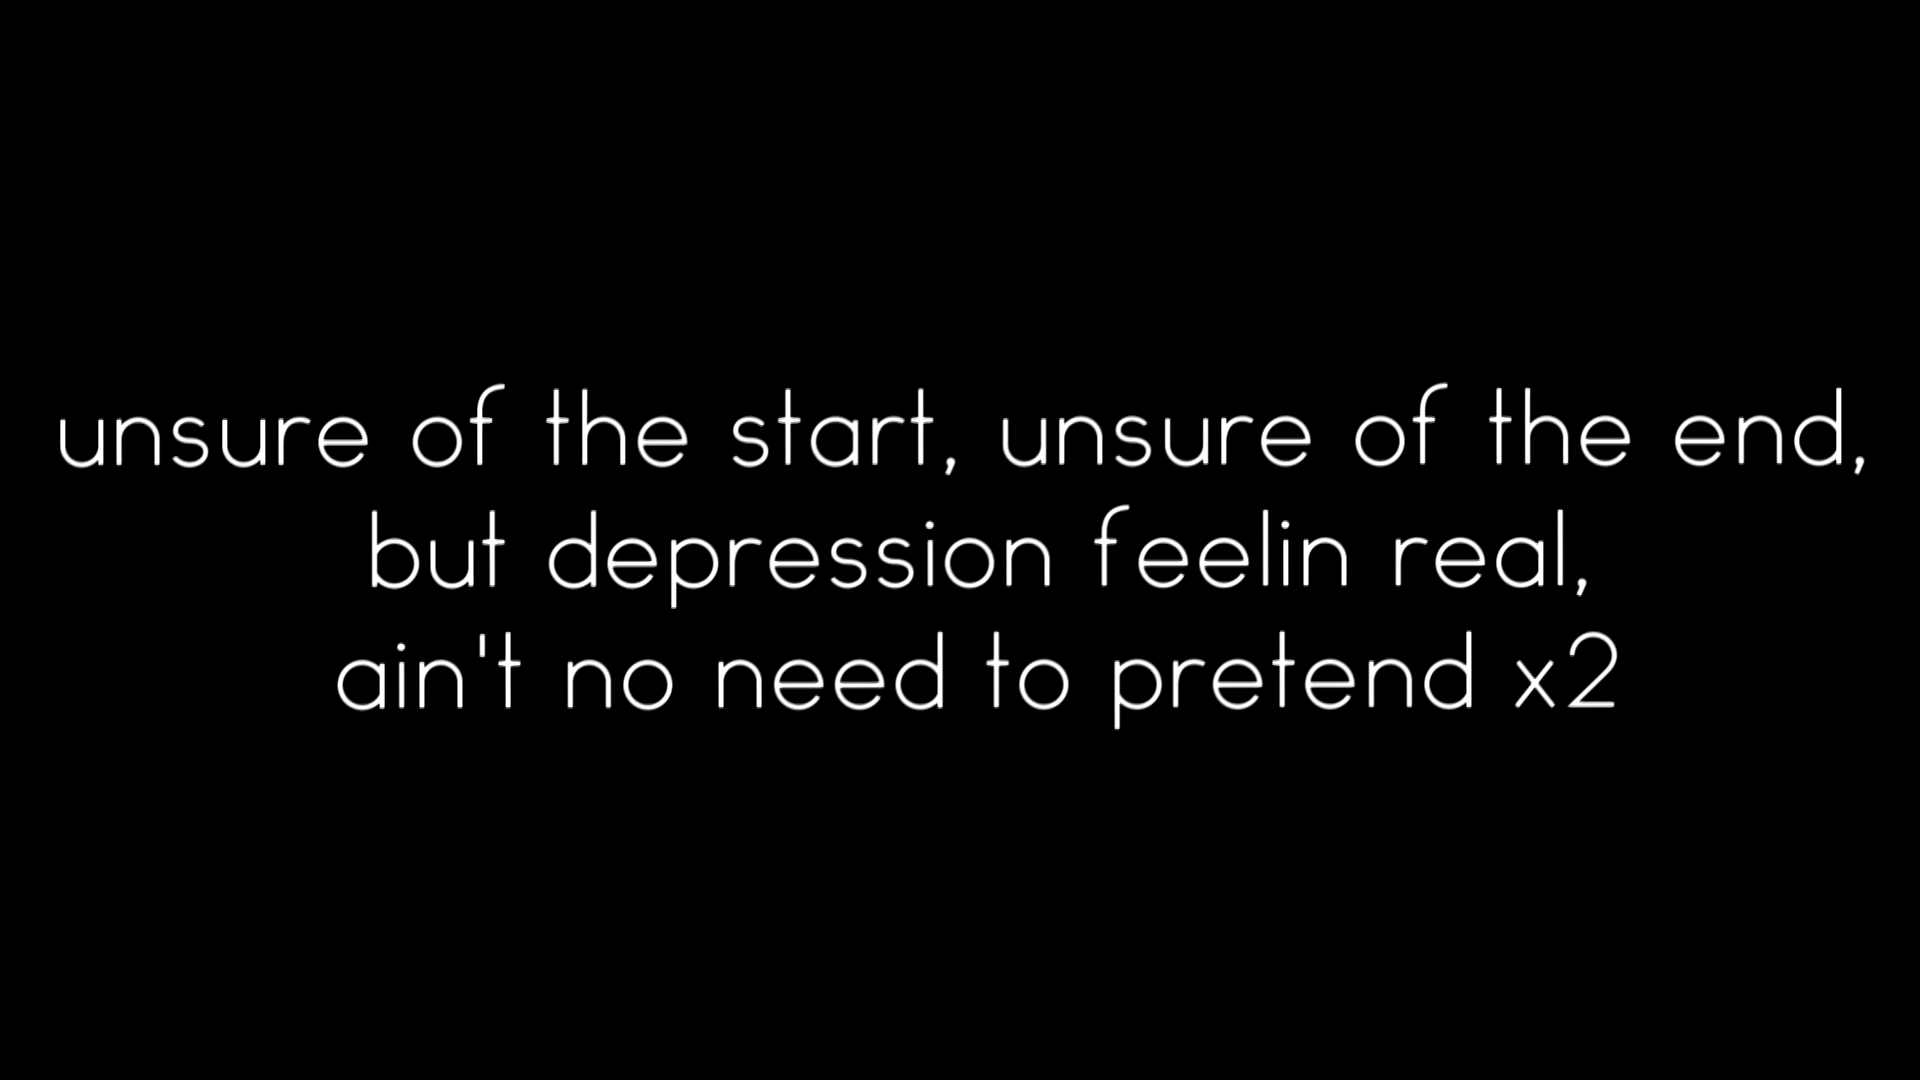 unsure of the start, unsure of the end,
but depression feelin real,
ain't no need to pretend x2